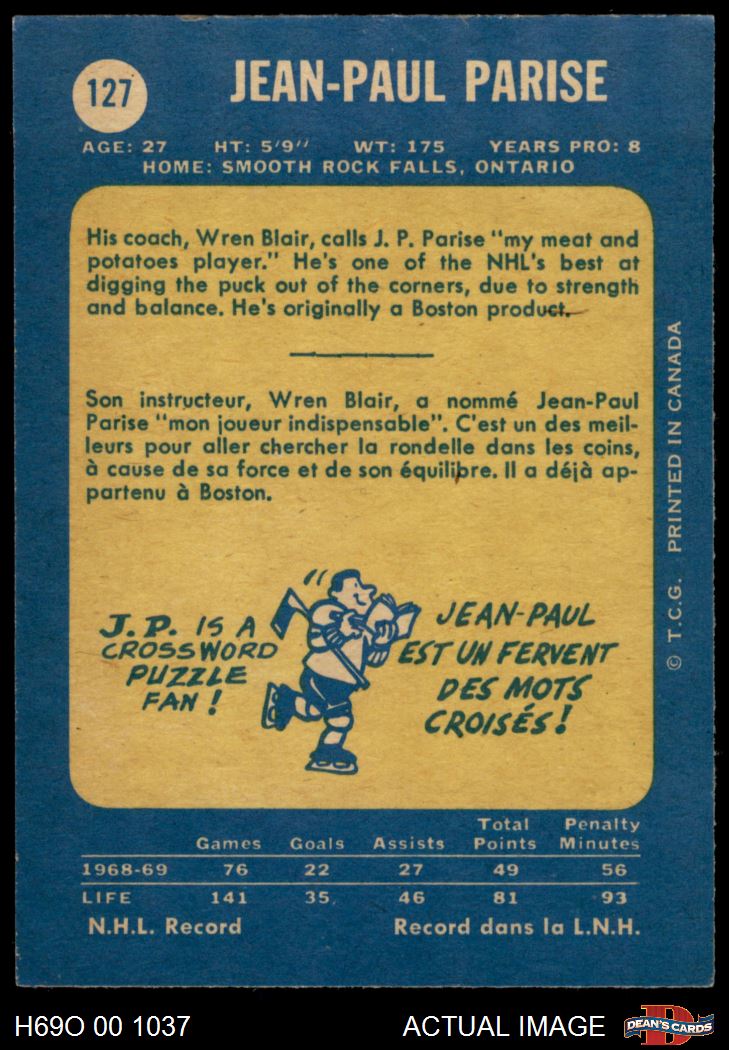 127
JEAN-PAUL PARISE
AGE: 27 HT: 5'9'' WT: 175 YEARS PRO: 8
HOME: SMOOTH ROCK FALLS, ONTARIO
His coach, Wren Blair, calls J. P. Parise "my meat and
potatoes player." He's one of the NHL's best at
digging the puck out of the corners, due to strength
and balance. He's originally a Boston product.
Son instructeur, Wren Blair, a nommé Jean-Paul
Parise "mon joueur indispensable". C'est un des meil-
leurs pour aller chercher la rondelle dans les coins,
à cause de sa force et de son équilibre. Il a déjà ap-
partenu à Boston.
J.P. IS A
CROSSWORD
PUZZLE
FAN!
JEAN-PAUL
EST UN FERVENT
DES MOTS
CROISÉS!
© T.C.G. PRINTED IN CANADA
Games Goals Assists Total Points Penalty Minutes
1968-69 76 22 27 49 56
LIFE 141 35 46 81 93
N.H.L. Record Record dans la L.N.H.
H69O 00 1037 ACTUAL IMAGE
D
DEAN'S CARDS